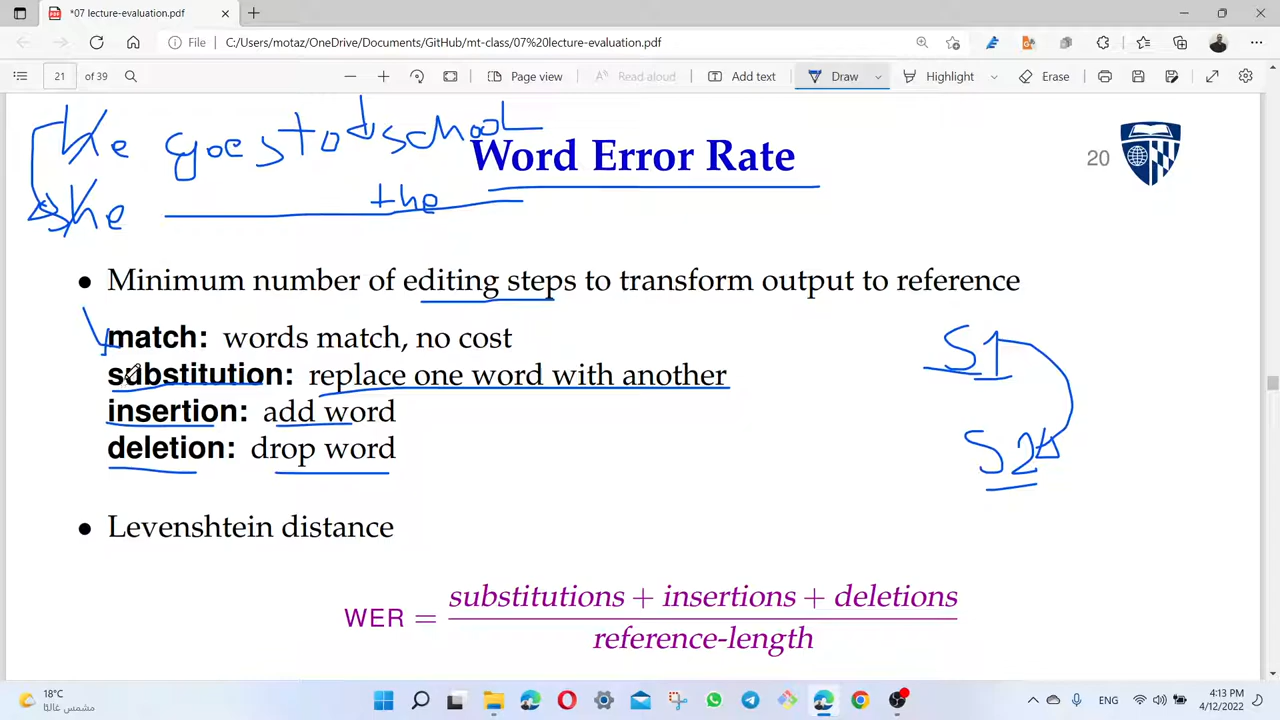 *07 lecture-evaluation.pdf
File C:/Users/motaz/OneDrive/Documents/GitHub/mt-class/07%20lecture-evaluation.pdf
21 of 39 Page view Read aloud Add text Draw Highlight Erase
He goes to school
the
She
Word Error Rate
20
• Minimum number of editing steps to transform output to reference
match: words match, no cost
substitution: replace one word with another
insertion: add word
deletion: drop word
S1
S2
• Levenshtein distance
WER = substitutions + insertions + deletions
reference-length
18°C
مشمس غالبًا
ENG
4:13 PM